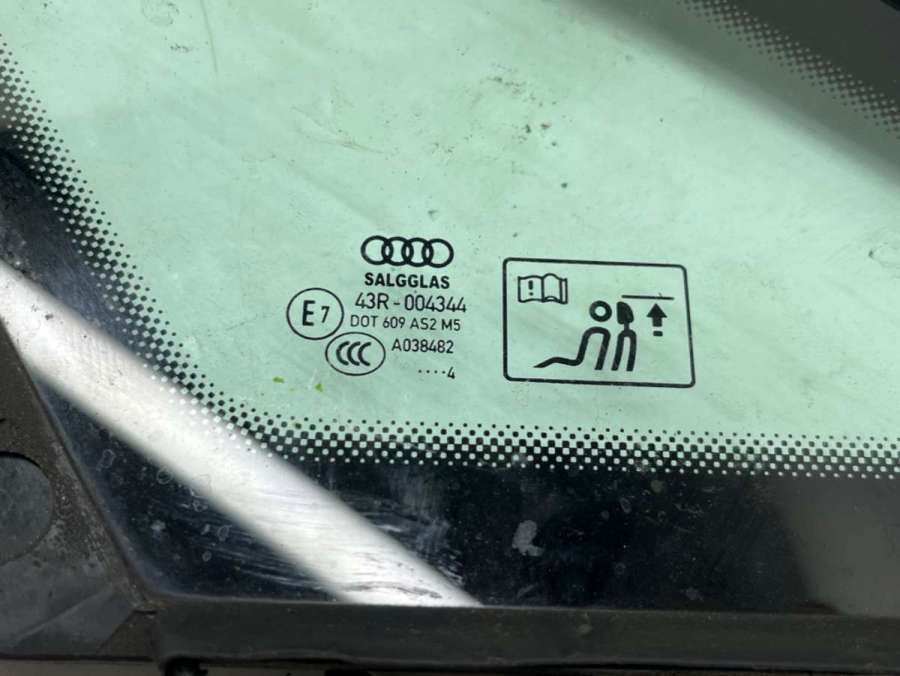 SALGGLAS
E7
43R-004344
DOT 609 AS2 M5
CCC
A038482
....4